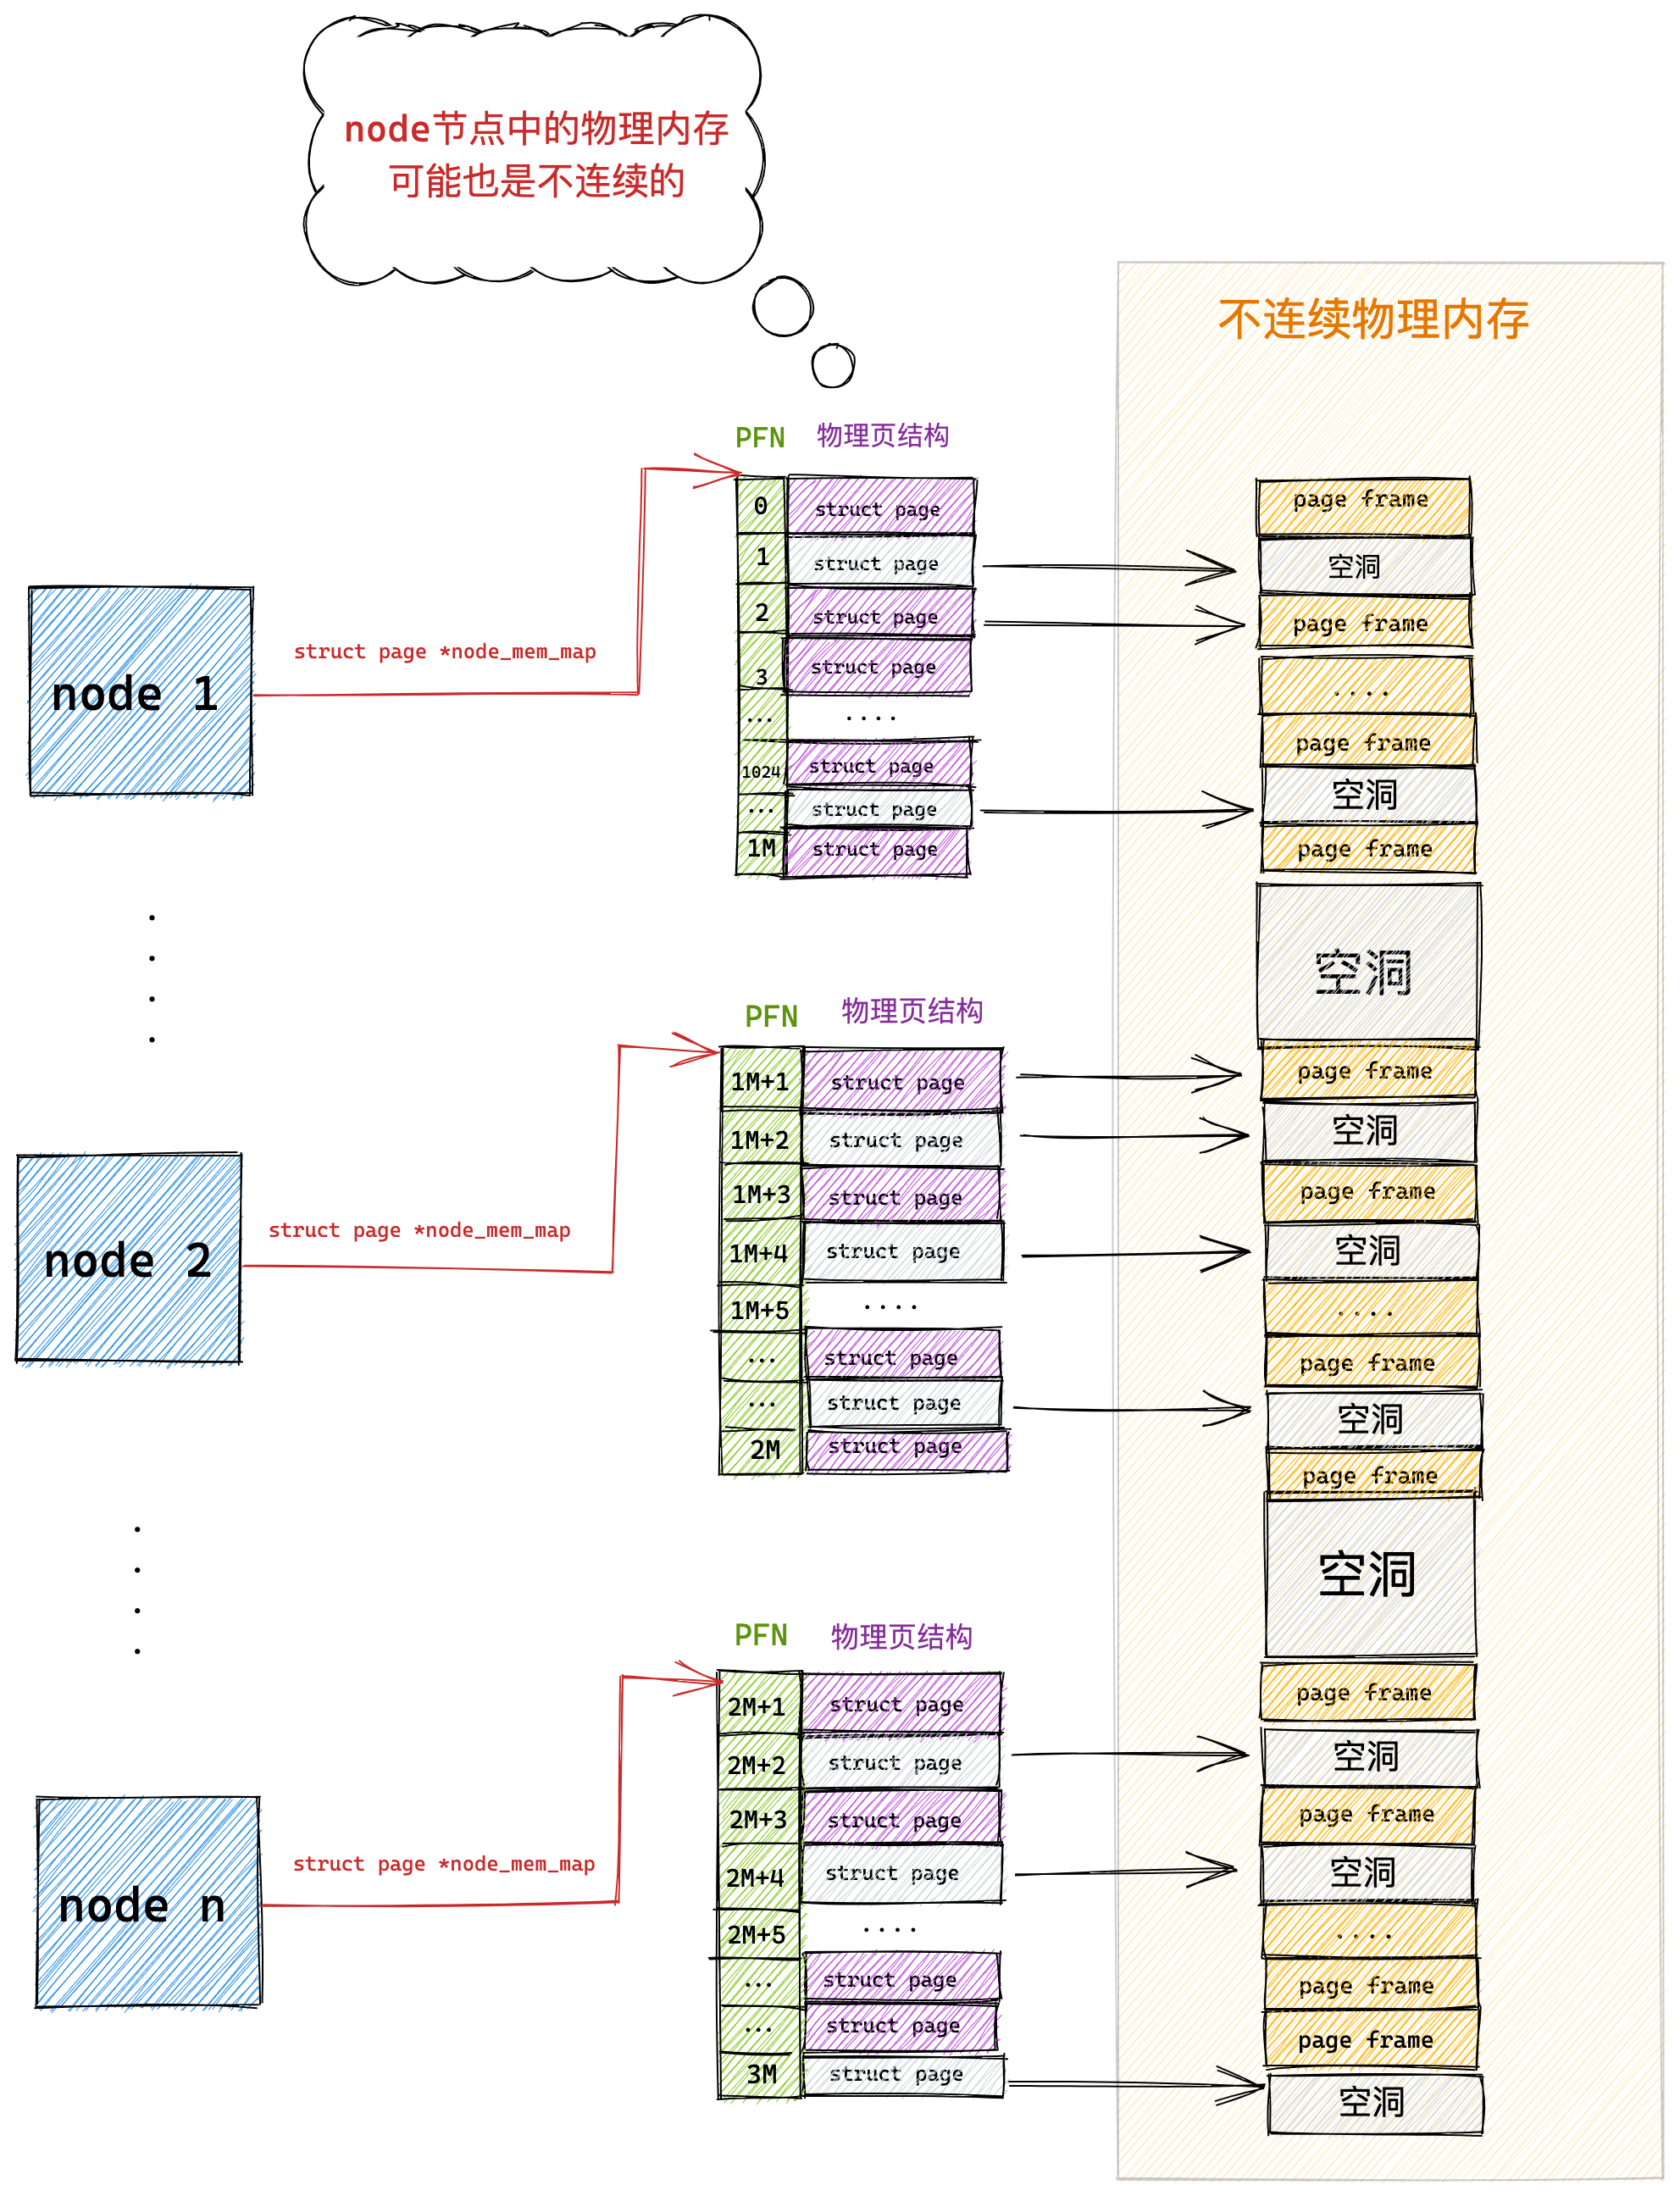 node节点中的物理内存
可能也是不连续的
不连续物理内存
PFN 物理页结构
0 struct page
1 struct page
2 struct page
3 struct page
... ....
1024 struct page
... struct page
1M struct page
node 1
struct page *node_mem_map
page frame
空洞
page frame
....
page frame
空洞
page frame
空洞
PFN 物理页结构
1M+1 struct page
1M+2 struct page
1M+3 struct page
1M+4 struct page
1M+5 ....
... struct page
... struct page
2M struct page
node 2
struct page *node_mem_map
page frame
空洞
page frame
空洞
....
page frame
空洞
page frame
空洞
PFN 物理页结构
2M+1 struct page
2M+2 struct page
2M+3 struct page
2M+4 struct page
2M+5 ....
... struct page
... struct page
3M struct page
node n
struct page *node_mem_map
page frame
空洞
page frame
空洞
....
page frame
page frame
空洞